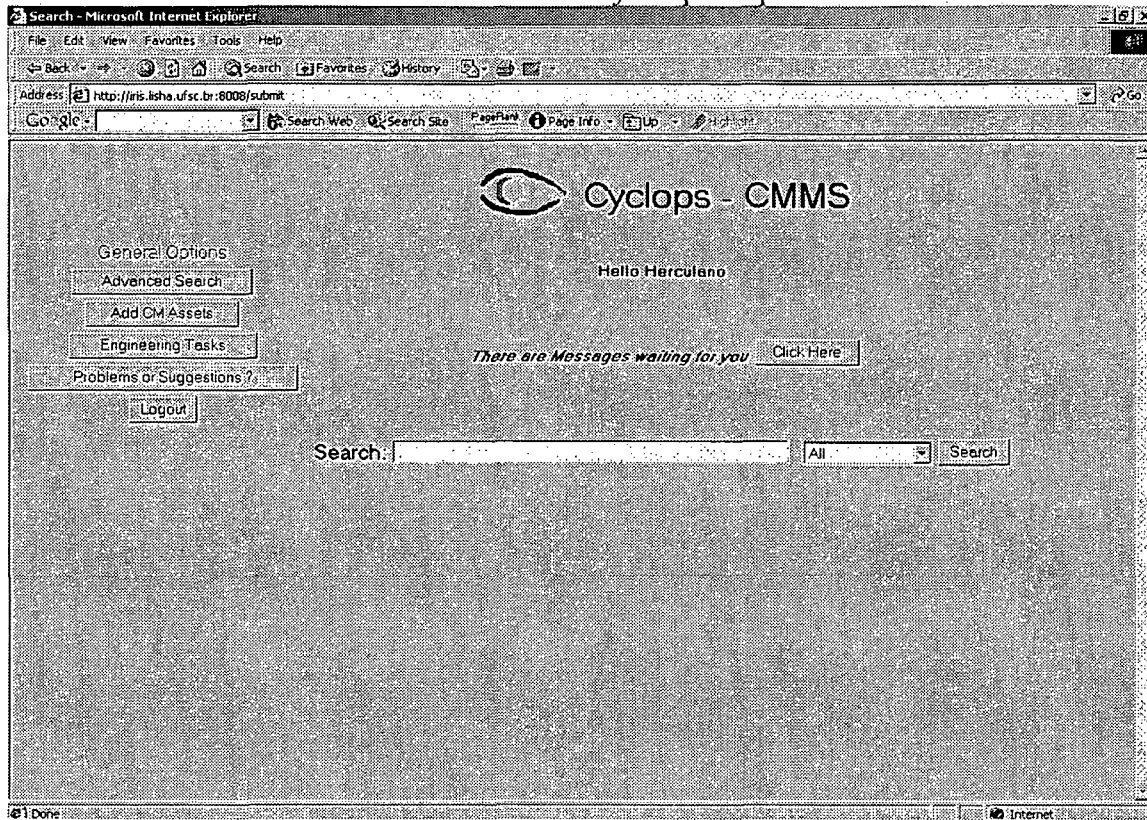 Search - Microsoft Internet Explorer
File Edit View Favorites Tools Help
Back Search Favorites History
Address http://iris.lisha.ufsc.br:8008/submit Go
Google Search Web Search Site PageRank Page Info Up Highlight
Cyclops - CMMS
General Options
Hello Herculano
Advanced Search
Add CM Assets
Engineering Tasks
There are Messages waiting for you Click Here
Problems or Suggestions ?
Logout
Search: All Search
Done Internet